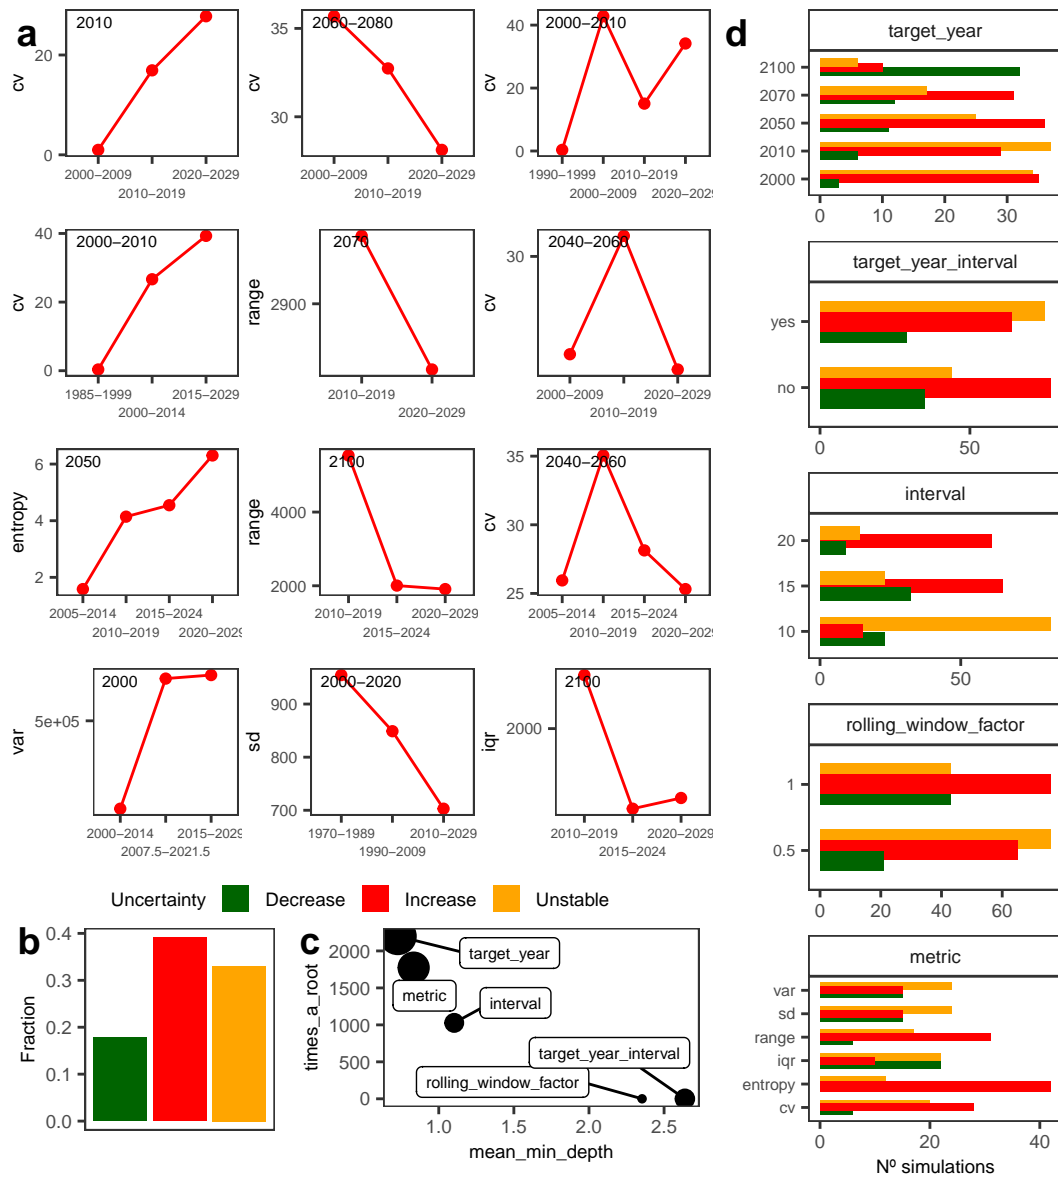 a
2010
cv
20
0
2000−2009
2020−2029
2010−2019
2060−2080
cv
35
30
2000−2009
2020−2029
2010−2019
2000−2010
cv
40
20
0
1990−1999
2010−2019
2000−2009
2020−2029
2000−2010
cv
40
20
0
1985−1999
2015−2029
2000−2014
2070
range
2900
2010−2019
2020−2029
2040−2060
cv
30
2000−2009
2020−2029
2010−2019
2050
entropy
6
4
2
2005−2014
2015−2024
2010−2019
2020−2029
2100
range
4000
2000
2010−2019
2020−2029
2015−2024
2040−2060
cv
35
30
25
2005−2014
2015−2024
2010−2019
2020−2029
2000
var
5e+05
2000−2014
2015−2029
2007.5−2021.5
2000−2020
sd
900
800
700
1970−1989
2010−2029
1990−2009
2100
iqr
2000
2010−2019
2020−2029
2015−2024
Uncertainty
Decrease
Increase
Unstable
b
Fraction
0.4
0.3
0.2
0.1
0.0
c
times_a_root
2000
1500
1000
500
0
target_year
metric
interval
target_year_interval
rolling_window_factor
1.0
1.5
2.0
2.5
mean_min_depth
d
target_year
2100
2070
2050
2010
2000
0
10
20
30
target_year_interval
yes
no
0
50
interval
20
15
10
0
50
rolling_window_factor
1
0.5
0
20
40
60
metric
var
sd
range
iqr
entropy
cv
0
20
40
Nº simulations